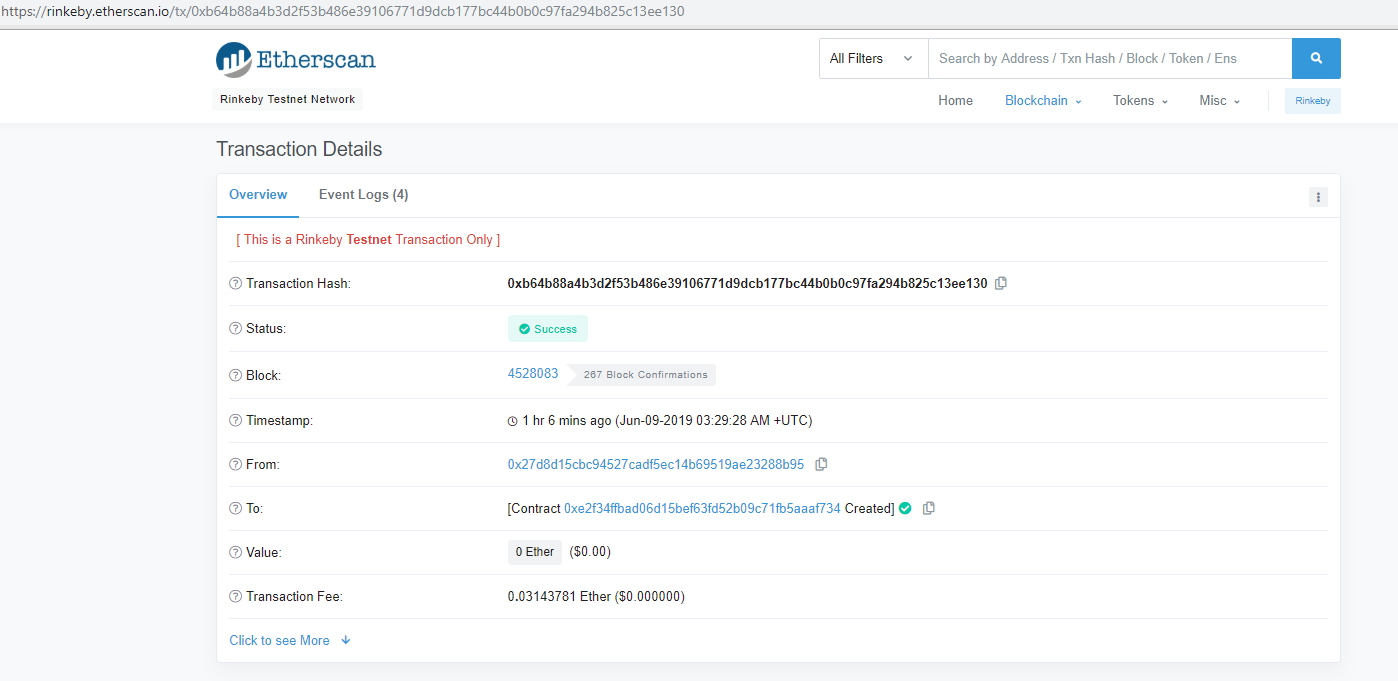 https://rinkeby.etherscan.io/tx/0xb64b88a4b3d2f53b486e39106771d9dcb177bc44b0b0c97fa294b825c13ee130
Etherscan
All Filters
Search by Address / Txn Hash / Block / Token / Ens
Rinkeby Testnet Network
Home Blockchain Tokens Misc Rinkeby
Transaction Details
Overview Event Logs (4)
[ This is a Rinkeby Testnet Transaction Only ]
Transaction Hash: 0xb64b88a4b3d2f53b486e39106771d9dcb177bc44b0b0c97fa294b825c13ee130
Status: Success
Block: 4528083 267 Block Confirmations
Timestamp: 1 hr 6 mins ago (Jun-09-2019 03:29:28 AM +UTC)
From: 0x27d8d15cbc94527cadf5ec14b69519ae23288b95
To: [Contract 0xe2f34ffbad06d15bef63fd52b09c71fb5aaaf734 Created]
Value: 0 Ether ($0.00)
Transaction Fee: 0.03143781 Ether ($0.000000)
Click to see More